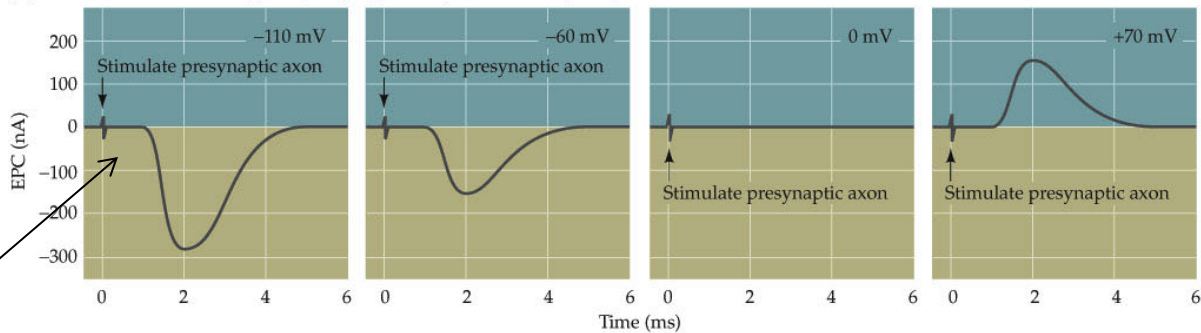 200
100
0
−100
−200
−300
EPC (nA)
−110 mV
Stimulate presynaptic axon
0 2 4 6
−60 mV
Stimulate presynaptic axon
0 2 4 6
0 mV
Stimulate presynaptic axon
0 2 4 6
+70 mV
Stimulate presynaptic axon
0 2 4 6
Time (ms)